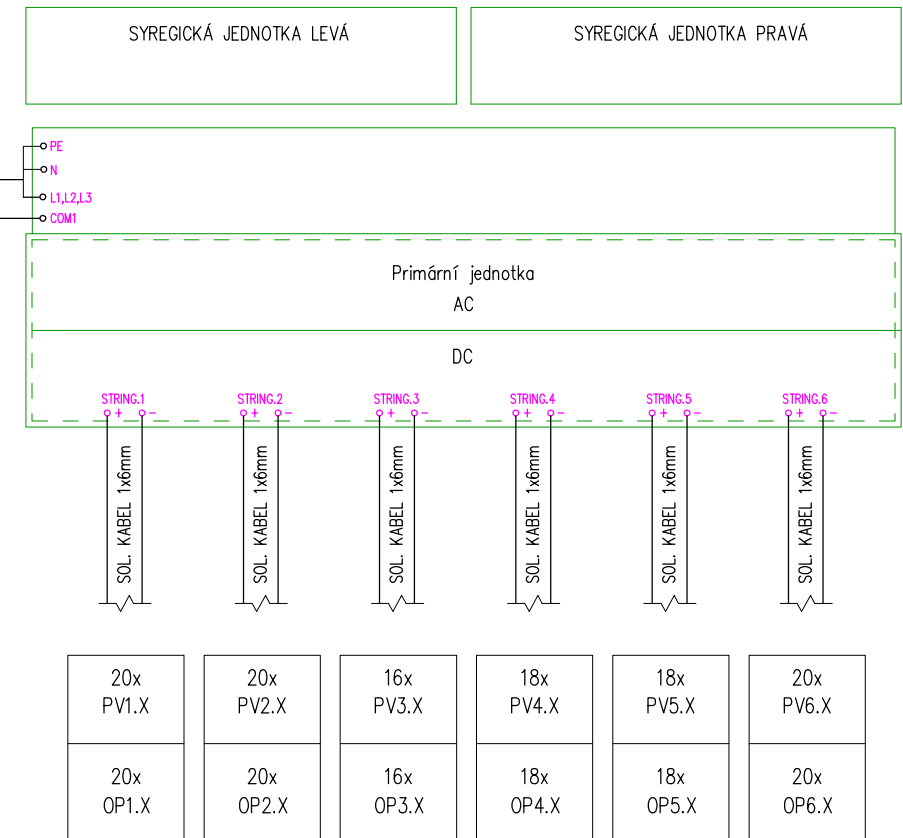 SYREGICKÁ JEDNOTKA LEVÁ
SYREGICKÁ JEDNOTKA PRAVÁ
PE
N
L1,L2,L3
COM1
Primární jednotka
AC
DC
STRING.1
+ -
STRING.2
+ -
STRING.3
+ -
STRING.4
+ -
STRING.5
+ -
STRING.6
+ -
SOL. KABEL 1x6mm
SOL. KABEL 1x6mm
SOL. KABEL 1x6mm
SOL. KABEL 1x6mm
SOL. KABEL 1x6mm
SOL. KABEL 1x6mm
20x
PV1.X
20x
PV2.X
16x
PV3.X
18x
PV4.X
18x
PV5.X
20x
PV6.X
20x
OP1.X
20x
OP2.X
16x
OP3.X
18x
OP4.X
18x
OP5.X
20x
OP6.X